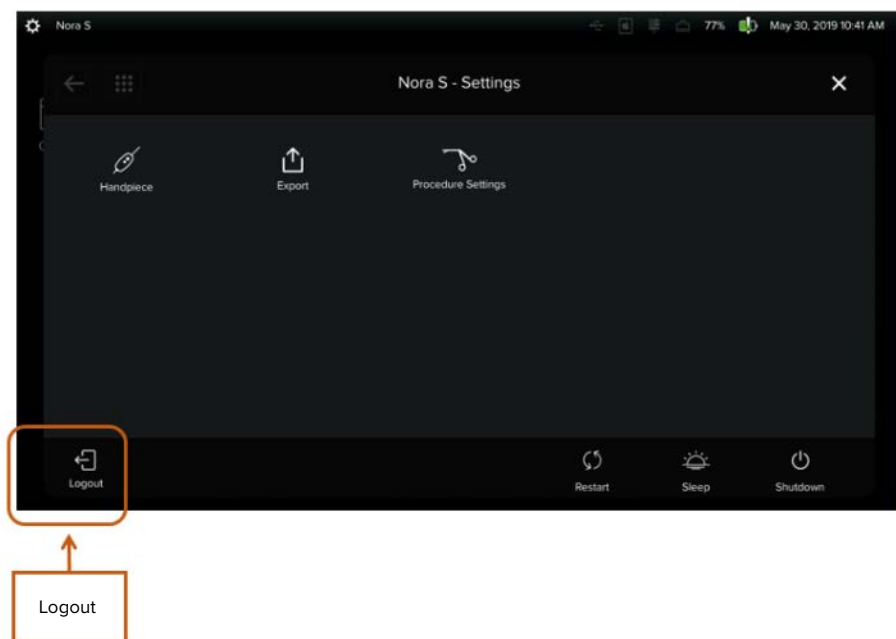 Nora S 77% May 30, 2019 10:41 AM
Nora S - Settings
Handpiece Export Procedure Settings
Logout Restart Sleep Shutdown
Logout